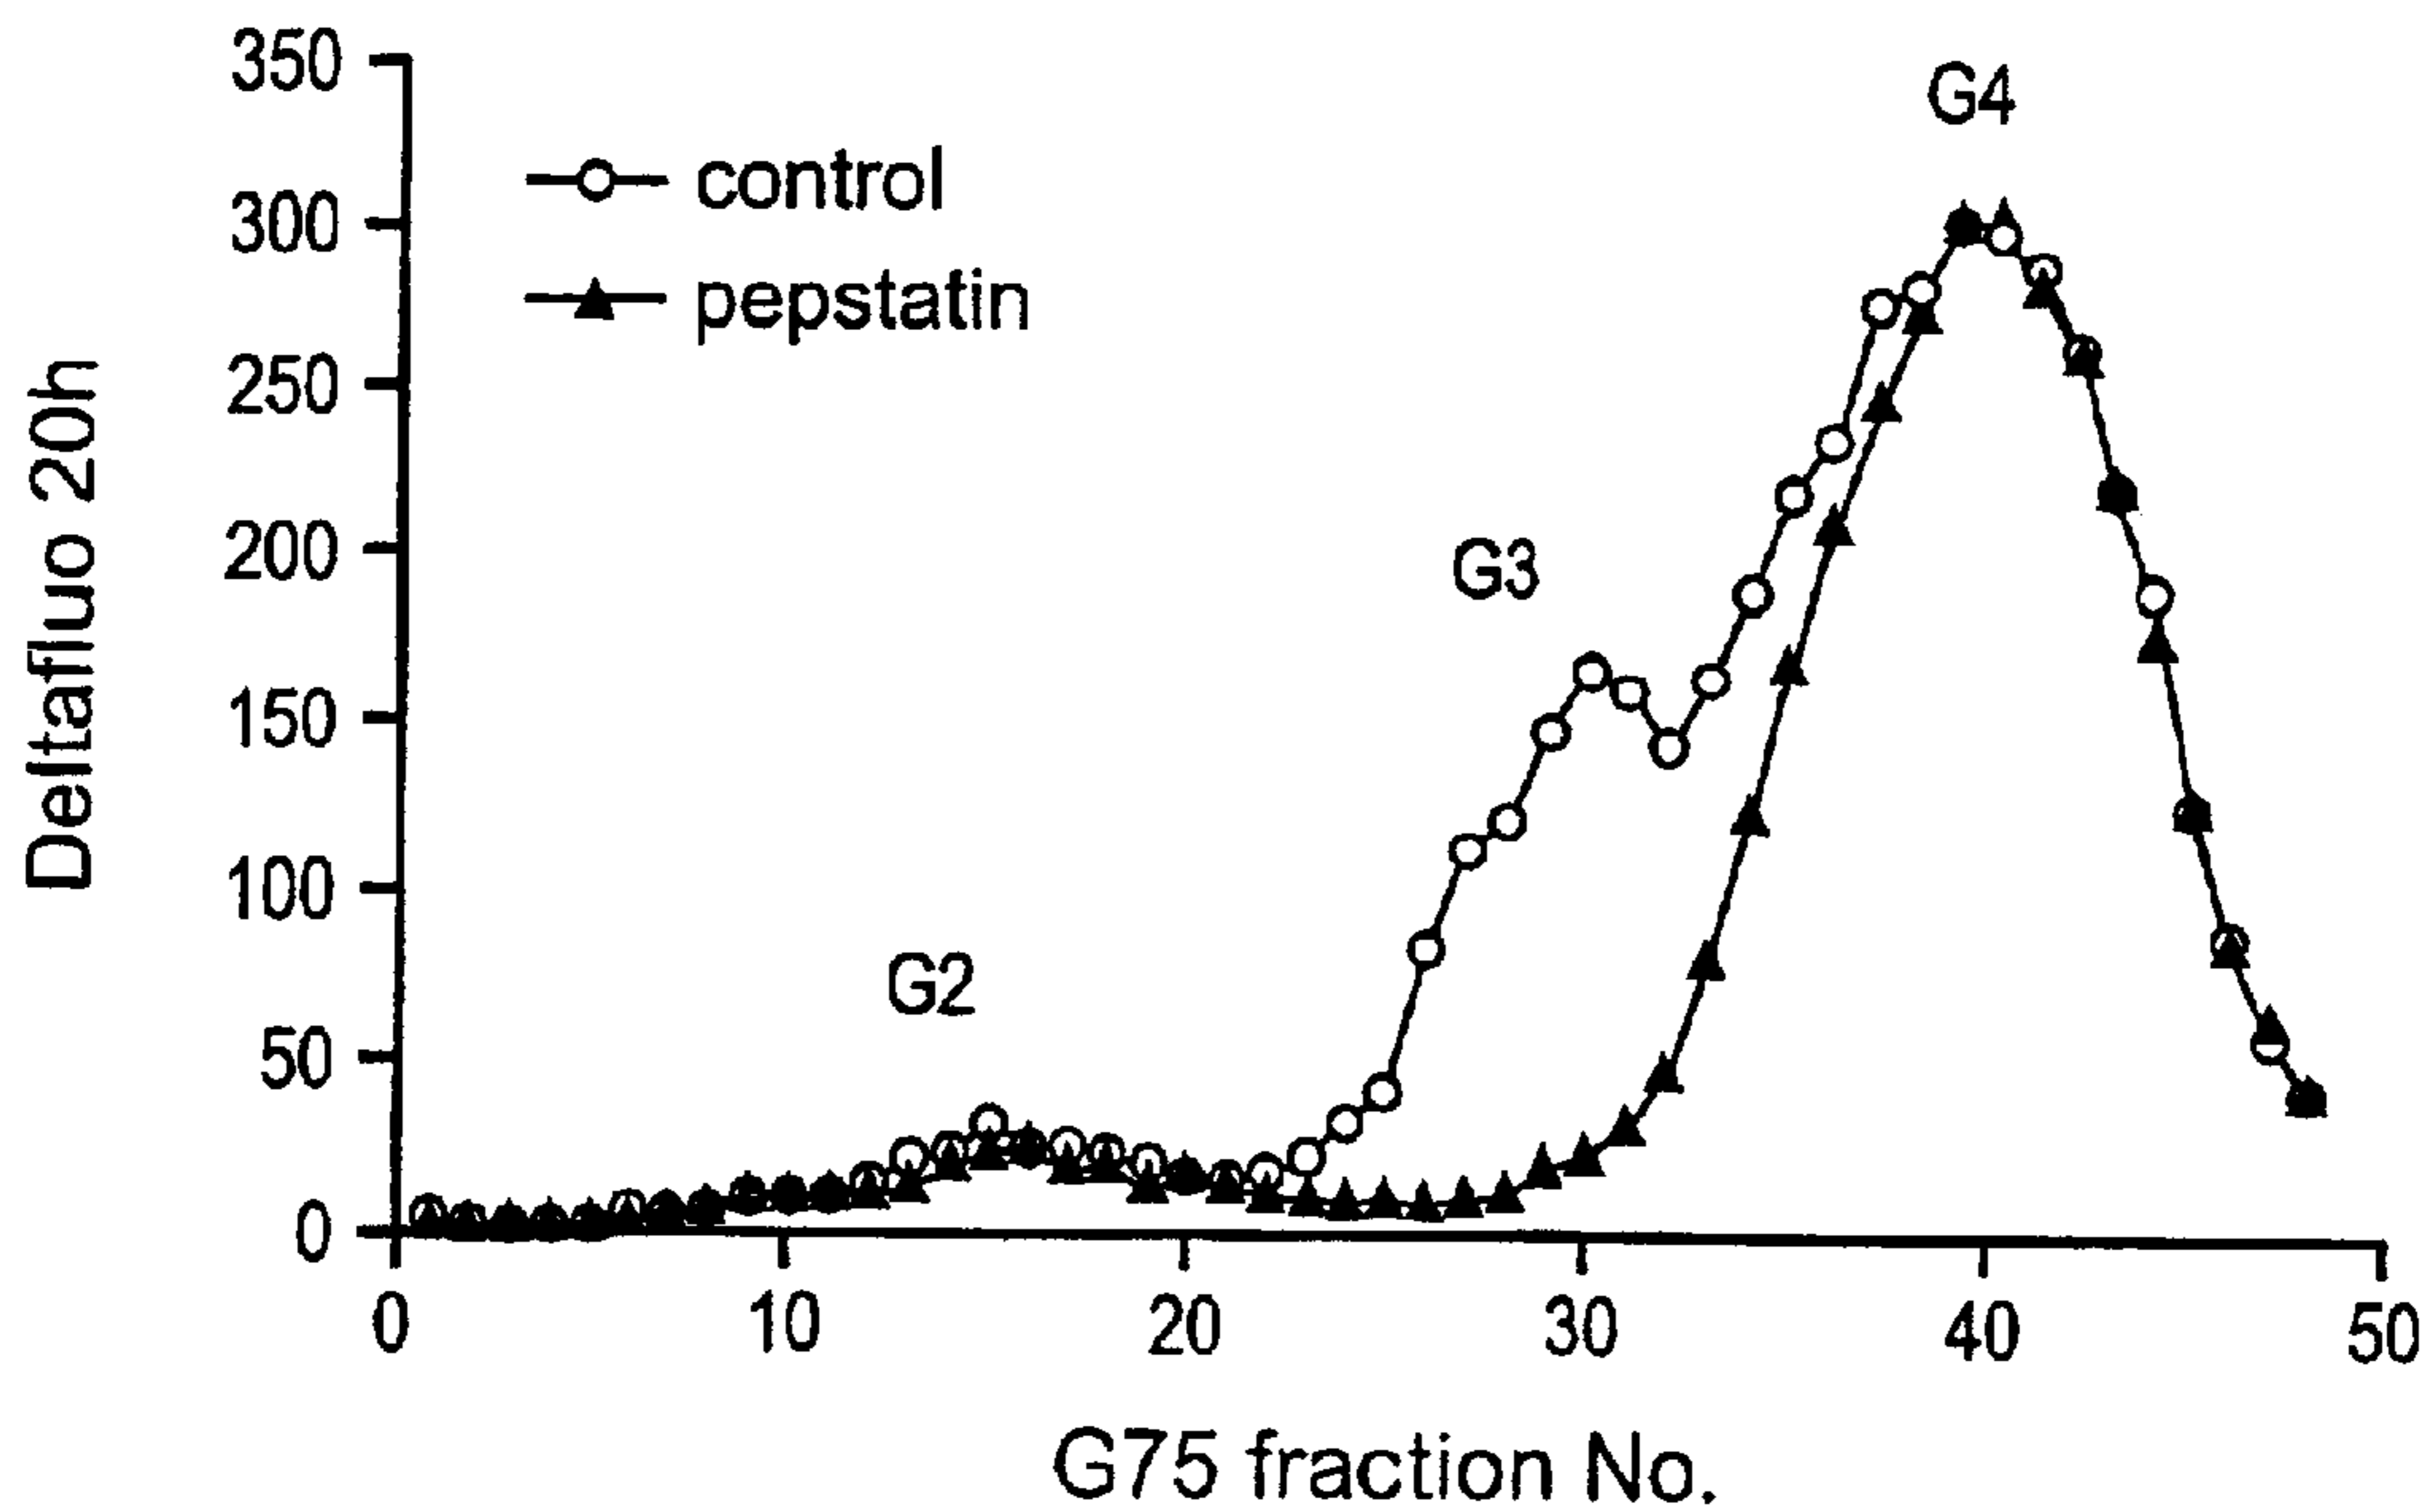 350
300
250
200
150
100
50
0
Deltafluo 20h
control
pepstatin
G2
G3
G4
0 10 20 30 40 50
G75 fraction No.